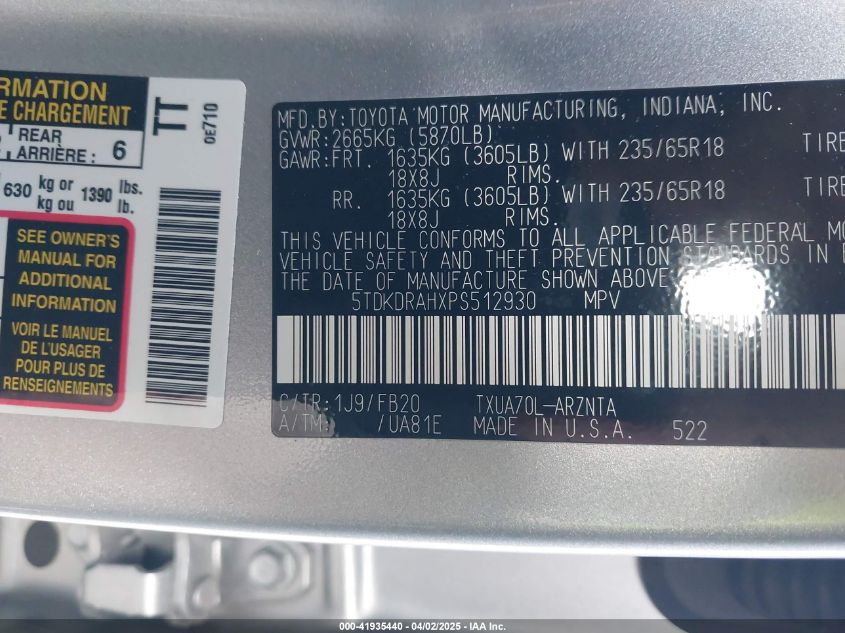 RMATION
E CHARGEMENT
REAR
ARRIÈRE : 6
630 kg or 1390 lbs.
kg ou lb.
SEE OWNER'S
MANUAL FOR
ADDITIONAL
INFORMATION
VOIR LE MANUEL
DE L'USAGER
POUR PLUS DE
RENSEIGNEMENTS
TT
0E710
MFD.BY:TOYOTA MOTOR MANUFACTURING, INDIANA, INC.
GVWR:2665KG (5870LB)
GAWR:FRT. 1635KG (3605LB) WITH 235/65R18 TIRE
18X8J RIMS.
RR. 1635KG (3605LB) WITH 235/65R18 TIRE
18X8J RIMS.
THIS VEHICLE CONFORMS TO ALL APPLICABLE FEDERAL MO
VEHICLE SAFETY AND THEFT PREVENTION STANDARDS IN E
THE DATE OF MANUFACTURE SHOWN ABOVE.
5TDKDRAHXPS512930 MPV
C/TR:1J9/FB20 TXUA70L-ARZNTA
A/TM: /UA81E MADE IN U.S.A. 522
000-41935440 - 04/02/2025 - IAA Inc.